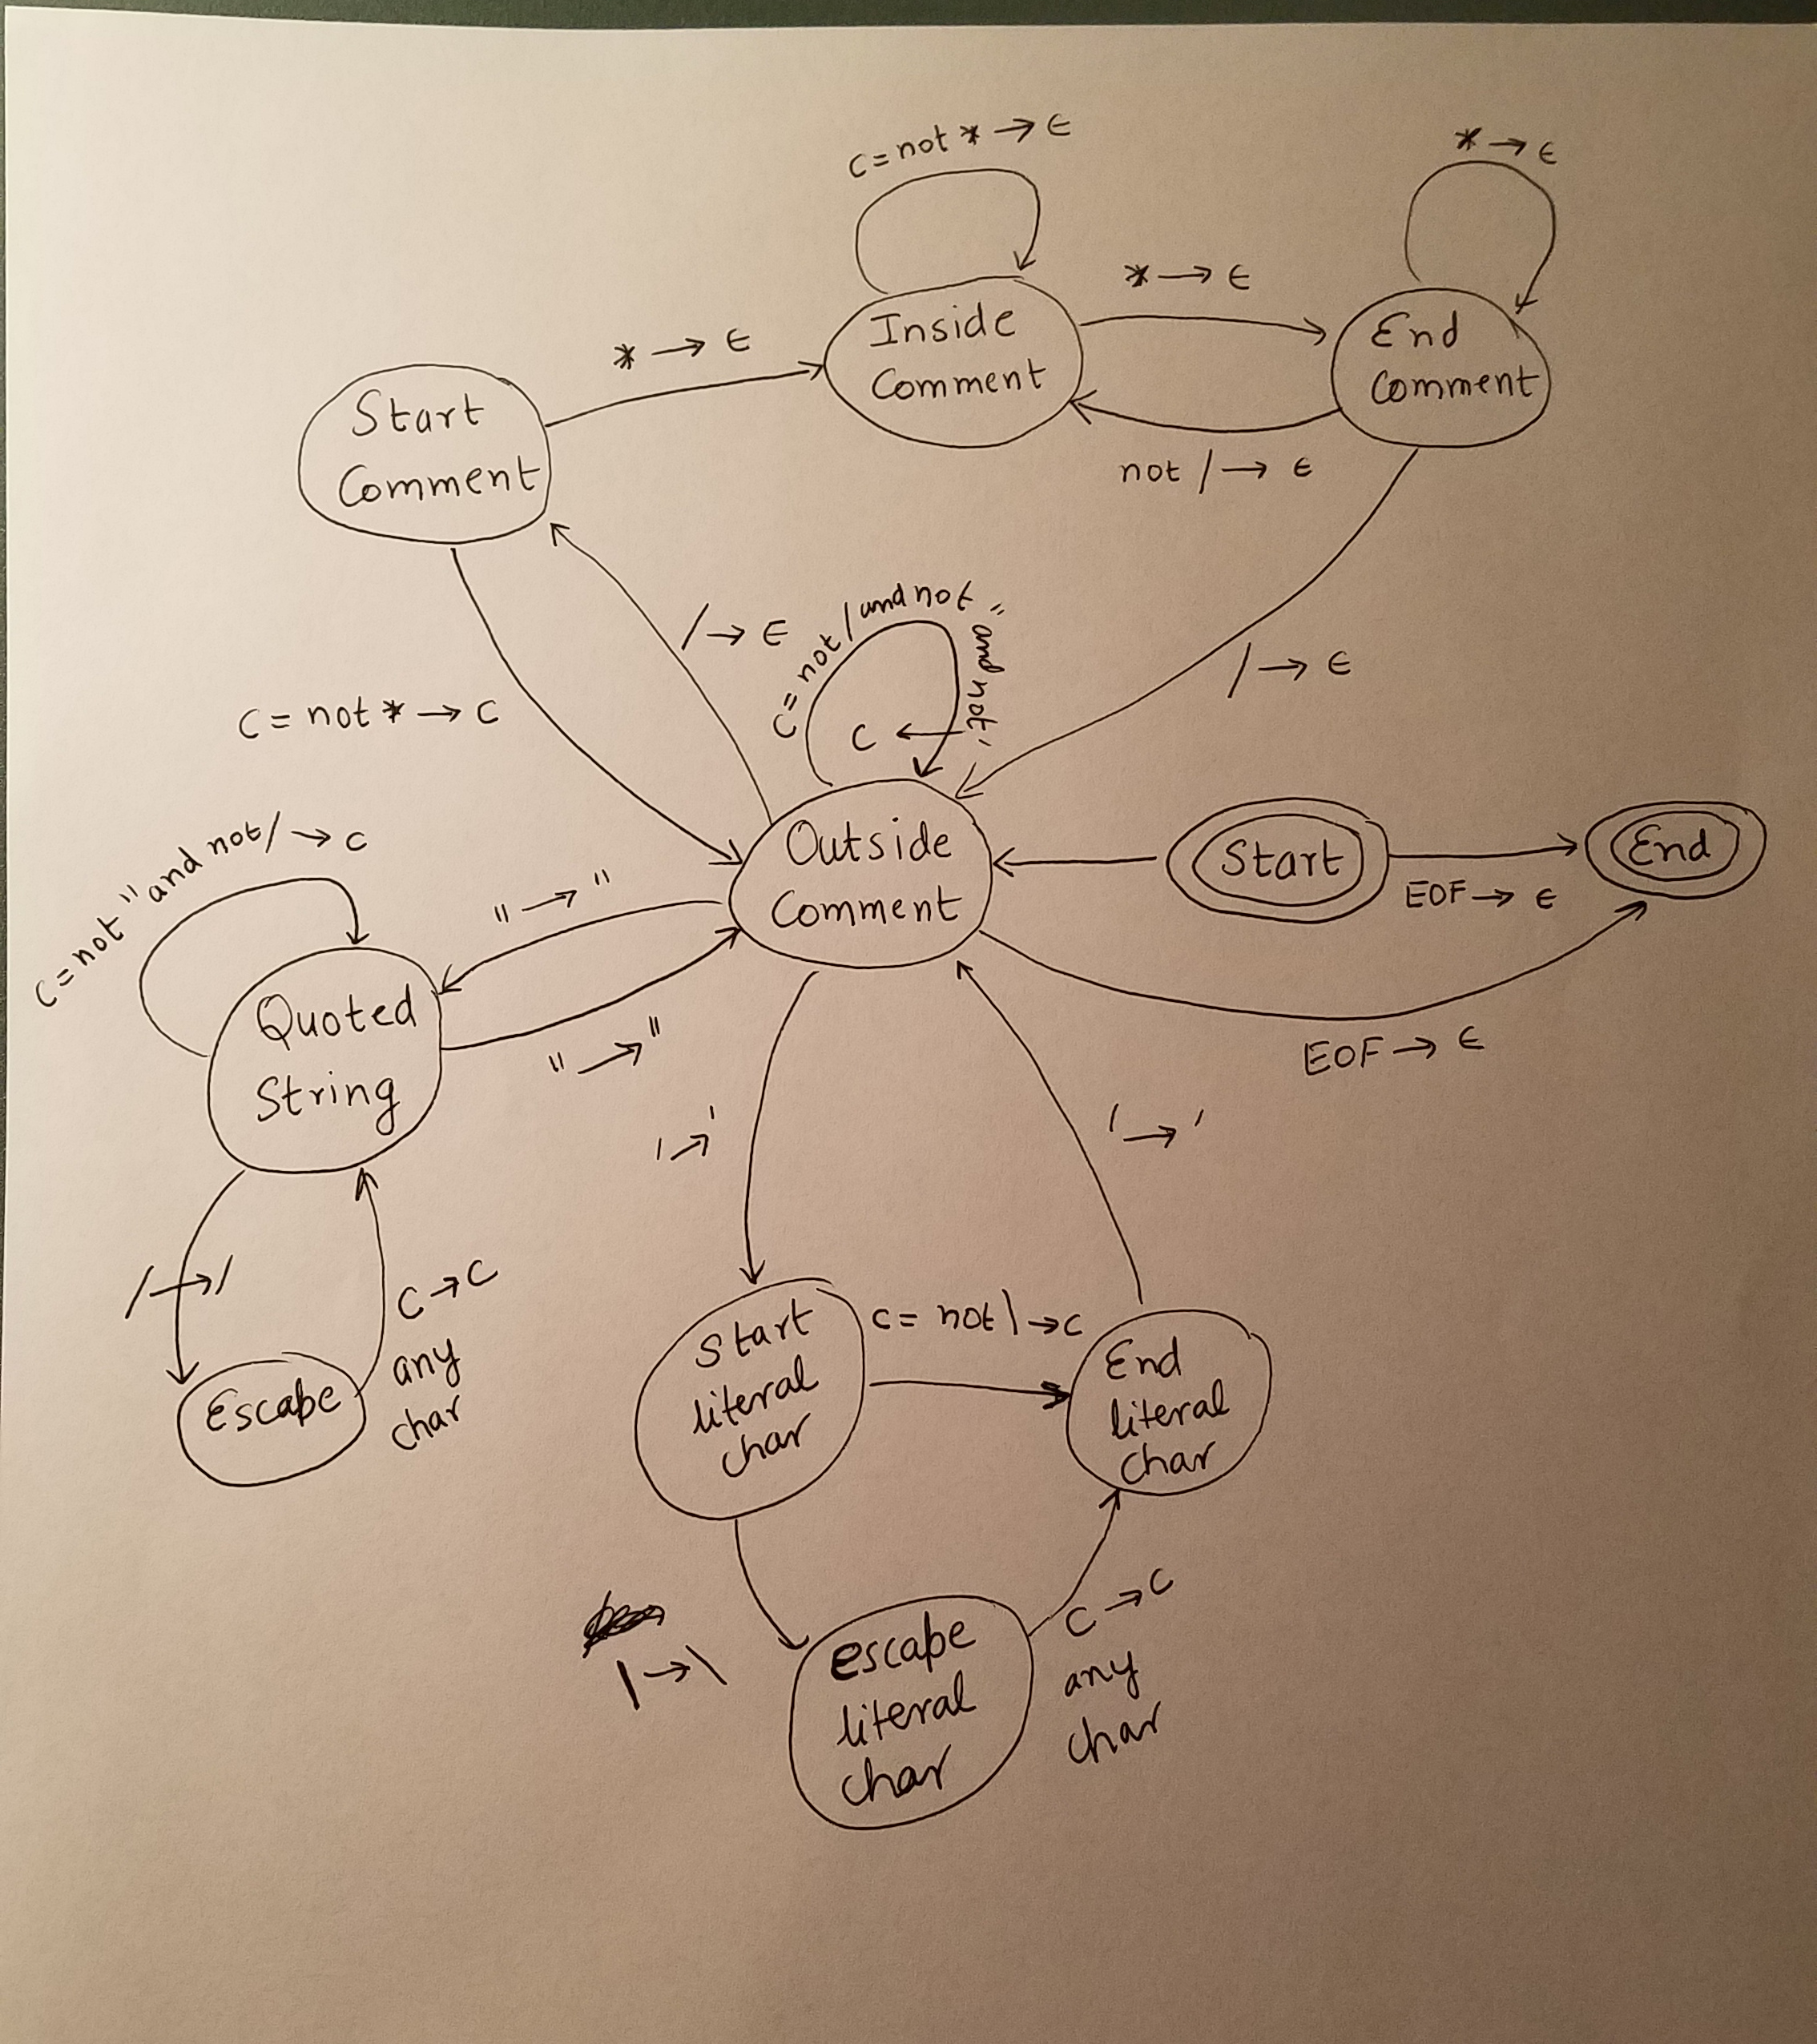 C = not * → ϵ
* → ϵ
* → ϵ
Inside
Comment
End
Comment
* → ϵ
Start
Comment
not / → ϵ
/ → ϵ
C = not / and not " and not '
→ C
/ → ϵ
C = not * → C
Outside
Comment
Start
End
EOF → ϵ
C = not " and not / → C
" → "
Quoted
String
" → "
EOF → ϵ
' → '
' → '
/ → /
C → C
any
char
Escape
Start
literal
char
C = not \ → C
End
literal
char
\ → \
escape
literal
char
C → C
any
char